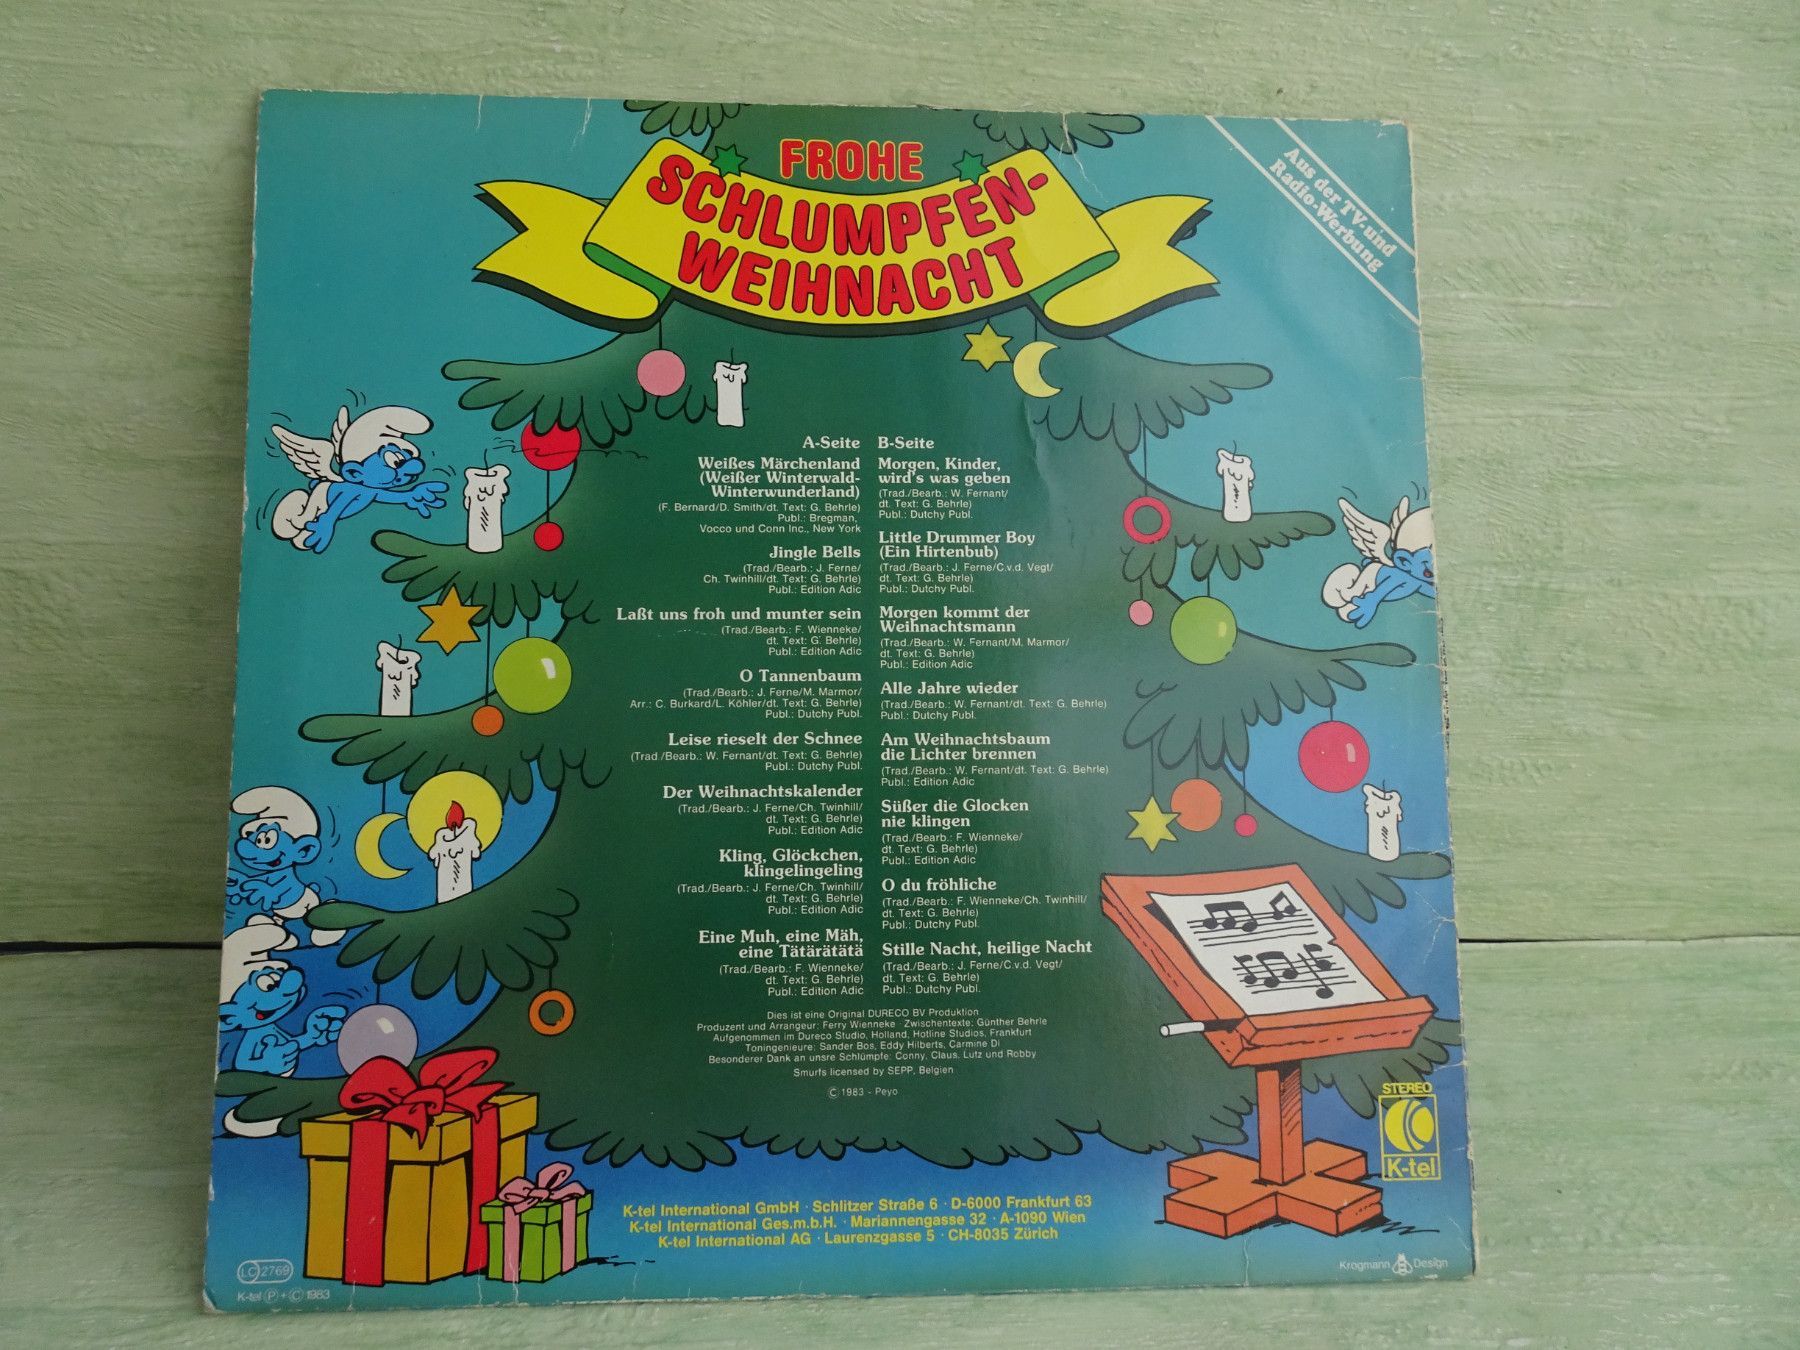 FROHE
SCHLUMPFEN-
WEIHNACHT
Aus der TV-und
Radio-Werbung
A-Seite
Weißes Märchenland
(Weißer Winterwald-
Winterwunderland)
(F. Bernard/D. Smith/dt. Text: G. Behrle)
Publ.: Bregman,
Vocco und Conn Inc., New York
Jingle Bells
(Trad./Bearb.: J. Ferne/
Ch. Twinhill/dt. Text: G. Behrle)
Publ.: Edition Adic
Laßt uns froh und munter sein
(Trad./Bearb.: F. Wienneke/
dt. Text: G. Behrle)
Publ.: Edition Adic
O Tannenbaum
(Trad./Bearb.: J. Ferne/M. Marmor/
Arr.: C. Burkard/L. Köhler/dt. Text: G. Behrle)
Publ.: Dutchy Publ.
Leise rieselt der Schnee
(Trad./Bearb.: W. Fernant/dt. Text: G. Behrle)
Publ.: Dutchy Publ.
Der Weihnachtskalender
(Trad./Bearb.: J. Ferne/Ch. Twinhill/
dt. Text: G. Behrle)
Publ.: Edition Adic
Kling, Glöckchen,
klingelingeling
(Trad./Bearb.: J. Ferne/Ch. Twinhill/
dt. Text: G. Behrle)
Publ.: Edition Adic
Eine Muh, eine Mäh,
eine Tätärätätä
(Trad./Bearb.: F. Wienneke/
dt. Text: G. Behrle)
Publ.: Edition Adic
B-Seite
Morgen, Kinder,
wird's was geben
(Trad./Bearb.: W. Fernant/
dt. Text: G. Behrle)
Publ.: Dutchy Publ.
Little Drummer Boy
(Ein Hirtenbub)
(Trad./Bearb.: J. Ferne/C.v.d. Vegt/
dt. Text: G. Behrle)
Publ.: Dutchy Publ.
Morgen kommt der
Weihnachtsmann
(Trad./Bearb.: W. Fernant/M. Marmor/
dt. Text: G. Behrle)
Publ.: Edition Adic
Alle Jahre wieder
(Trad./Bearb.: W. Fernant/dt. Text: G. Behrle)
Publ.: Dutchy Publ.
Am Weihnachtsbaum
die Lichter brennen
(Trad./Bearb.: W. Fernant/dt. Text: G. Behrle)
Publ.: Edition Adic
Süßer die Glocken
nie klingen
(Trad./Bearb.: F. Wienneke/
dt. Text: G. Behrle)
Publ.: Edition Adic
O du fröhliche
(Trad./Bearb.: F. Wienneke/Ch. Twinhill/
dt. Text: G. Behrle)
Publ.: Dutchy Publ.
Stille Nacht, heilige Nacht
(Trad./Bearb.: J. Ferne/C.v.d. Vegt/
dt. Text: G. Behrle)
Publ.: Dutchy Publ.
Dies ist eine Original DURECO BV Produktion
Produzent und Arrangeur: Ferry Wienneke · Zwischentexte: Günther Behrle
Aufgenommen im Dureco Studio, Holland, Hotline Studios, Frankfurt
Toningenieure: Sander Bos, Eddy Hilberts, Carmine Di
Besonderer Dank an unsre Schlümpfe: Conny, Claus, Lutz und Robby
Smurfs licensed by SEPP, Belgien
© 1983 - Peyo
STEREO
K-tel
K-tel International GmbH · Schlitzer Straße 6 · D-6000 Frankfurt 63
K-tel International Ges.m.b.H. · Mariannengasse 32 · A-1090 Wien
K-tel International AG · Laurenzgasse 5 · CH-8035 Zürich
LC 2769
K-tel Ⓟ + © 1983
Krogmann Design